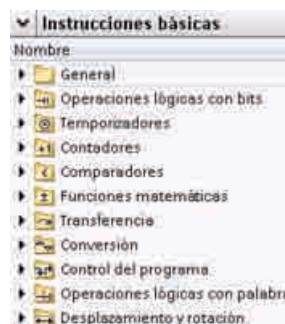 Instrucciones básicas
Nombre
General
Operaciones lógicas con bits
Temporizadores
Contadores
Comparadores
Funciones matemáticas
Transferencia
Conversión
Control del programa
Operaciones lógicas con palabra
Desplazamiento y rotación